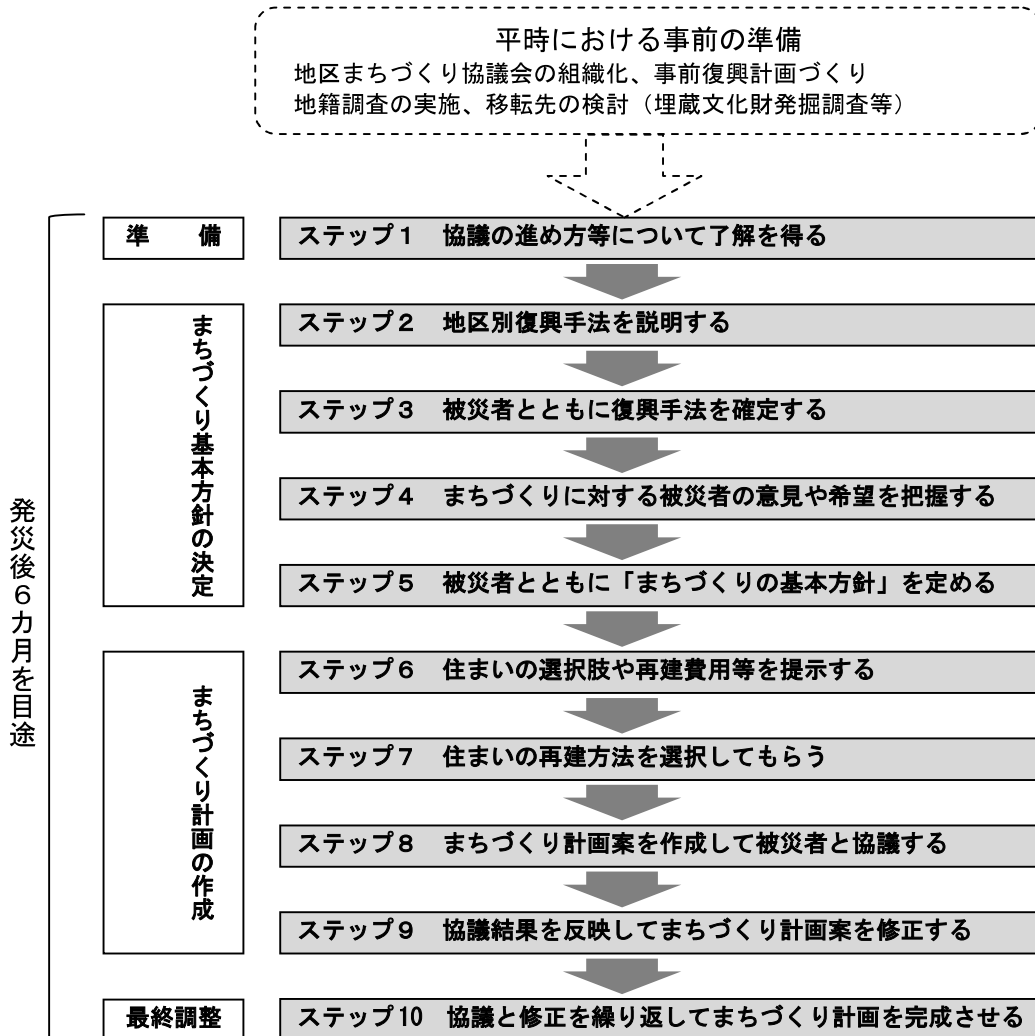 平時における事前の準備
地区まちづくり協議会の組織化、事前復興計画づくり
地籍調査の実施、移転先の検討（埋蔵文化財発掘調査等）
発災後６カ月を目途
準　備
ステップ１　協議の進め方等について了解を得る
まちづくり基本方針の決定
ステップ２　地区別復興手法を説明する
ステップ３　被災者とともに復興手法を確定する
ステップ４　まちづくりに対する被災者の意見や希望を把握する
ステップ５　被災者とともに「まちづくりの基本方針」を定める
まちづくり計画の作成
ステップ６　住まいの選択肢や再建費用等を提示する
ステップ７　住まいの再建方法を選択してもらう
ステップ８　まちづくり計画案を作成して被災者と協議する
ステップ９　協議結果を反映してまちづくり計画案を修正する
最終調整
ステップ10　協議と修正を繰り返してまちづくり計画を完成させる